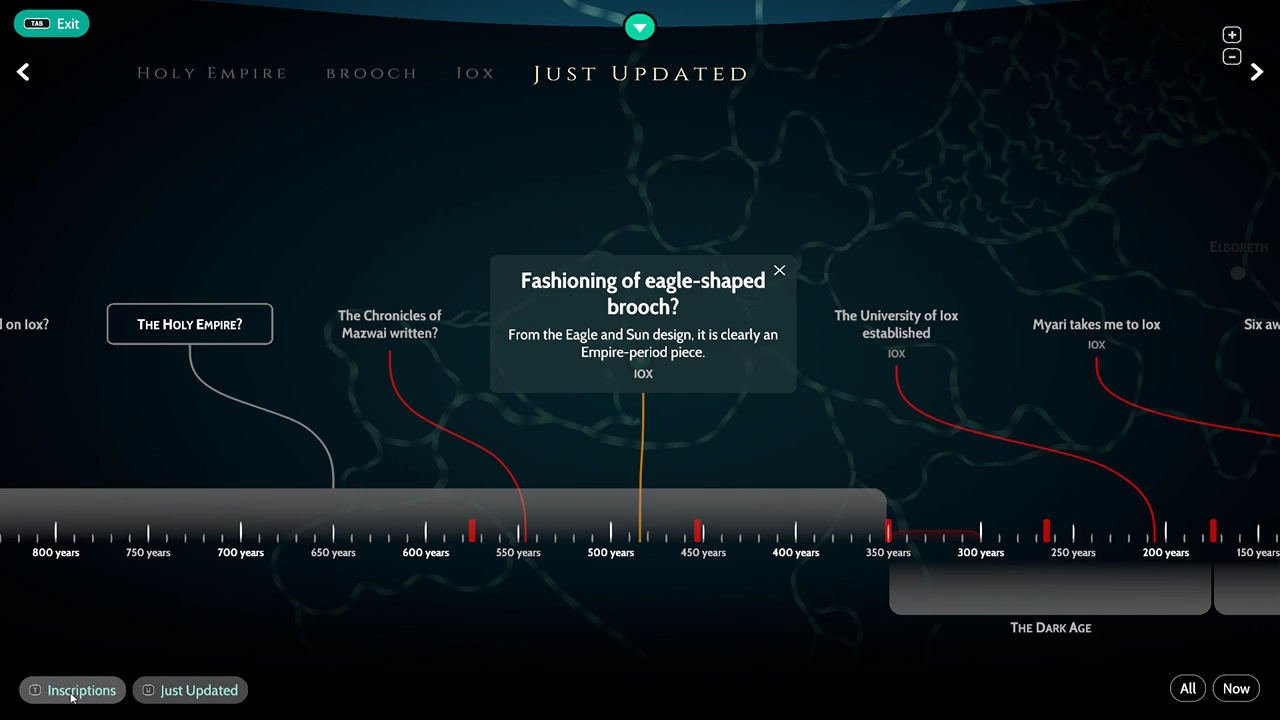 TAB Exit
+
-
HOLY EMPIRE BROOCH IOX JUST UPDATED
ELBORETH
Fashioning of eagle-shaped
brooch?
From the Eagle and Sun design, it is clearly an
Empire-period piece.
IOX
l on Iox?
THE HOLY EMPIRE?
The Chronicles of
Mazwai written?
The University of Iox
established
IOX
Myari takes me to Iox
IOX
Six aw
800 years 750 years 700 years 650 years 600 years 550 years 500 years 450 years 400 years 350 years 300 years 250 years 200 years 150 years
THE DARK AGE
T Inscriptions
U Just Updated
All
Now